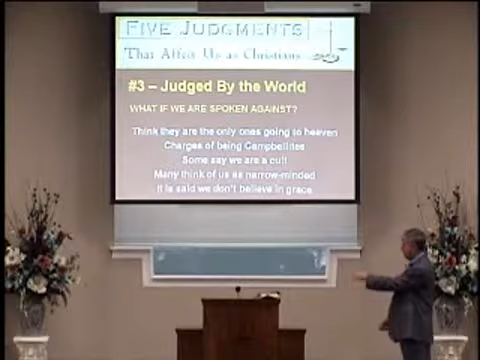 FIVE JUDGMENTS
That Affect Us as Christians
#3 – Judged By the World
WHAT IF WE ARE SPOKEN AGAINST?
Think they are the only ones going to heaven
Charges of being Campbellites
Some say we are a cult
Many think of us as narrow-minded
It is said we don't believe in grace